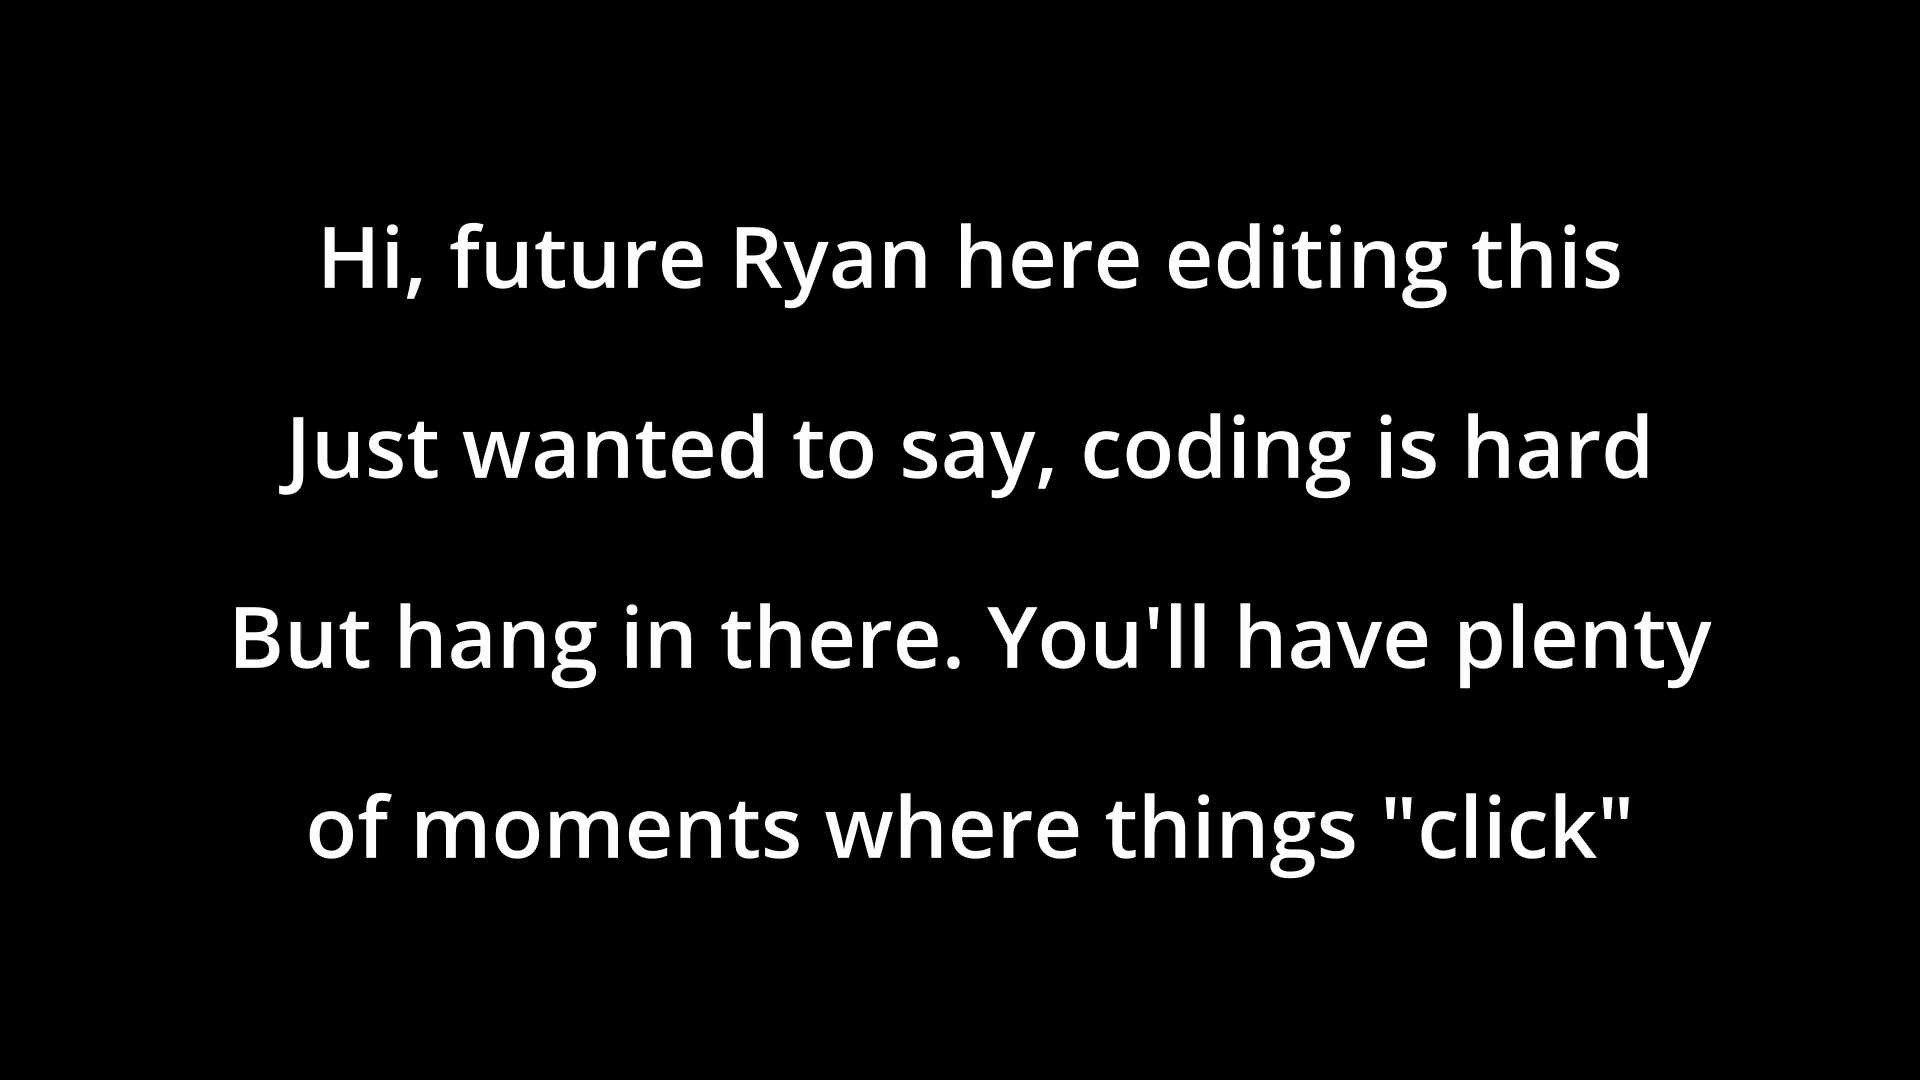 Hi, future Ryan here editing this
Just wanted to say, coding is hard
But hang in there. You'll have plenty
of moments where things "click"